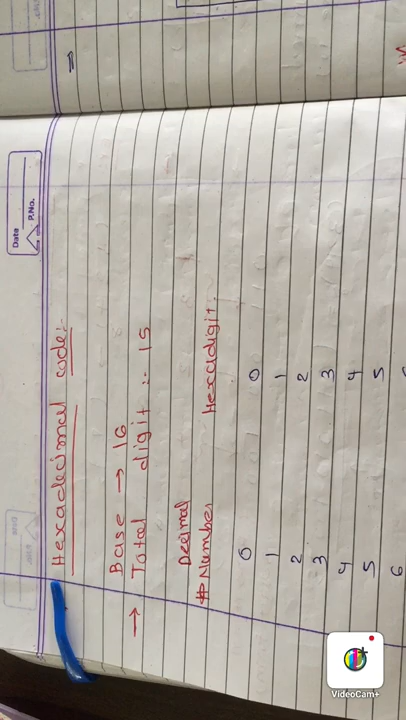 Date
P.No.
Hexadecimal code:-
Base → 16
→ Total digit :- 15
Decimal
Number Hexadigit.
0 0
1 1
2 2
3 3
4 4
5 5
6
VideoCam+